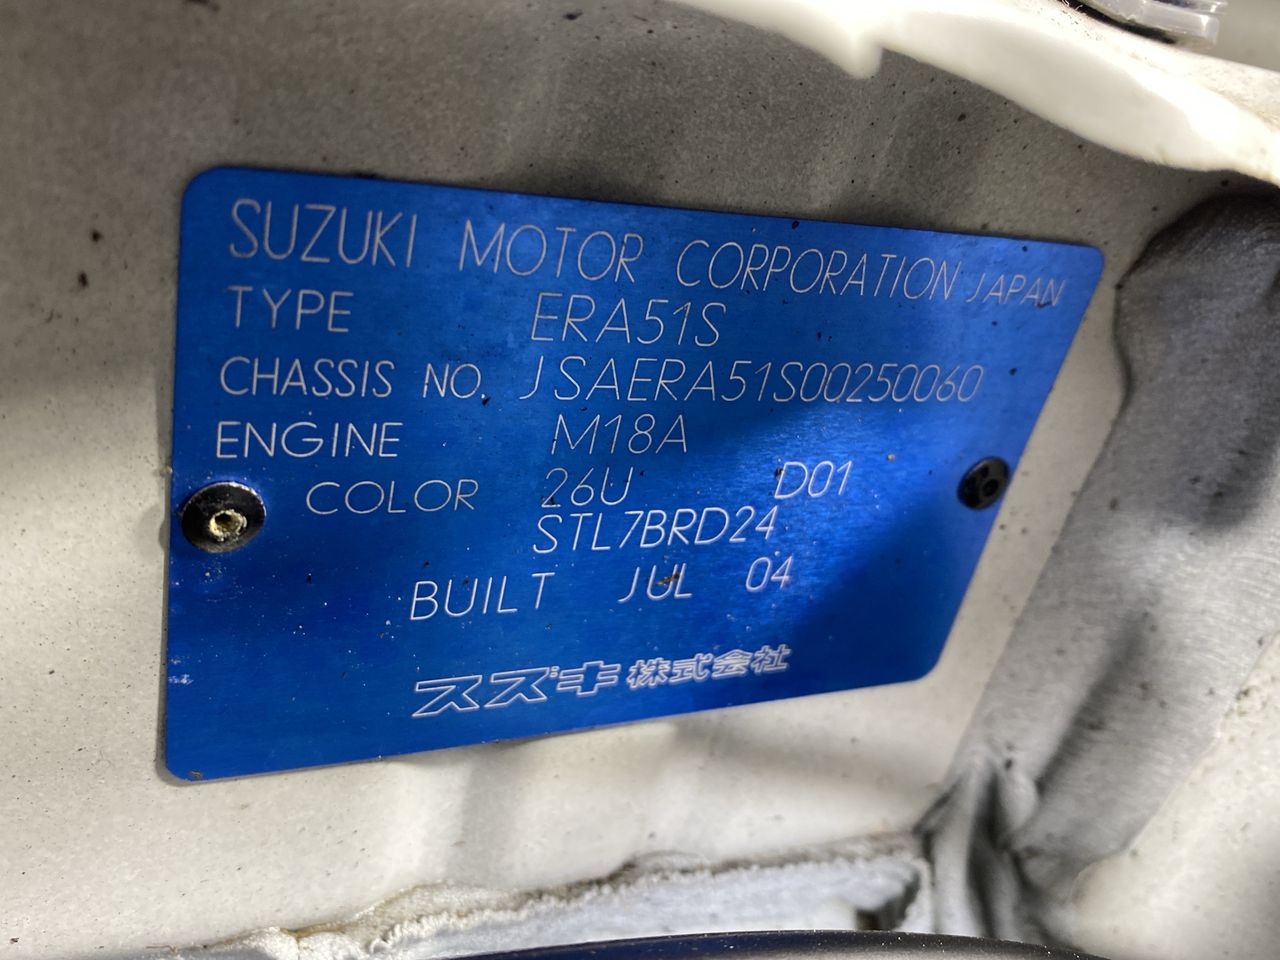 SUZUKI MOTOR CORPORATION JAPAN
TYPE ERA51S
CHASSIS NO. JSAERA51S00250060
ENGINE M18A
COLOR 26U D01
STL7BRD24
BUILT JUL 04
スズキ株式会社